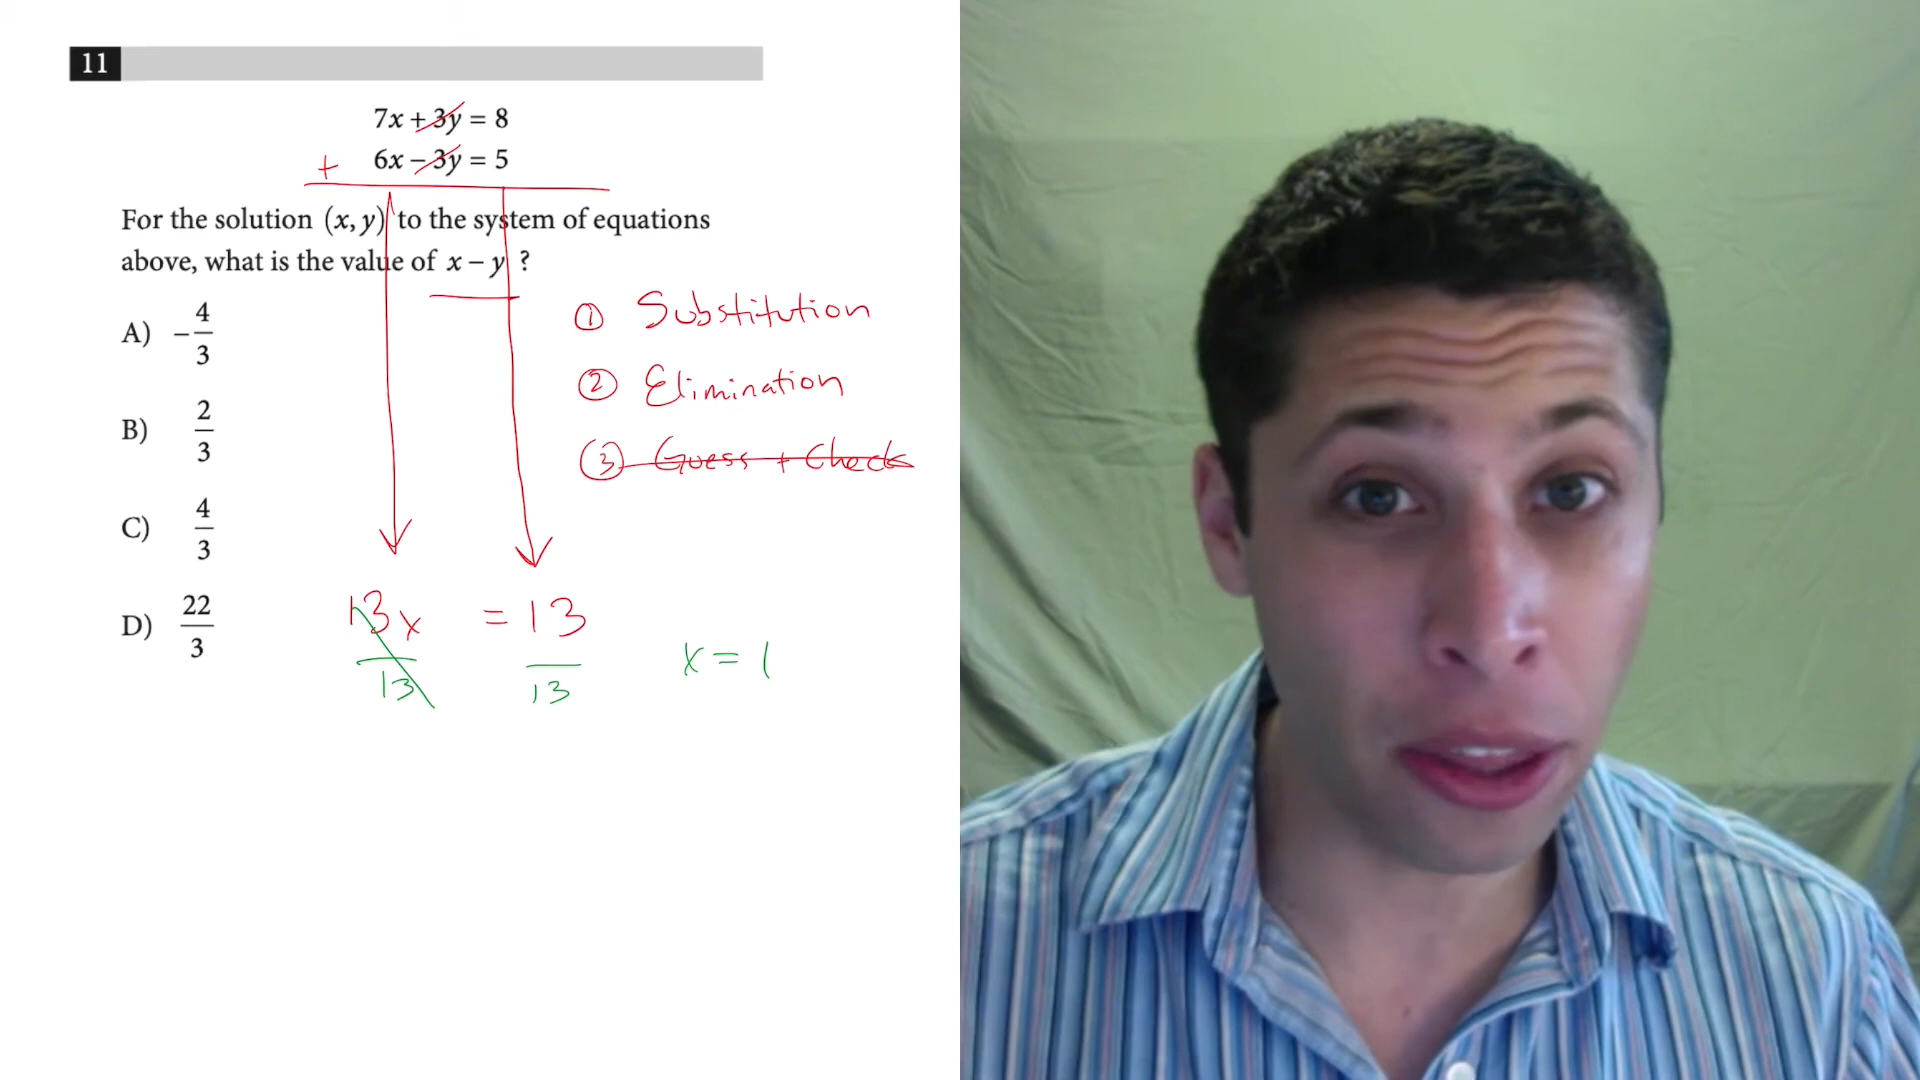 11
7x + 3y = 8
+ 6x − 3y = 5
For the solution (x, y) to the system of equations
above, what is the value of x − y ?
① Substitution
② Elimination
③ Guess + Check
A) −4/3
B) 2/3
C) 4/3
D) 22/3
13x = 13
13 13
x = 1